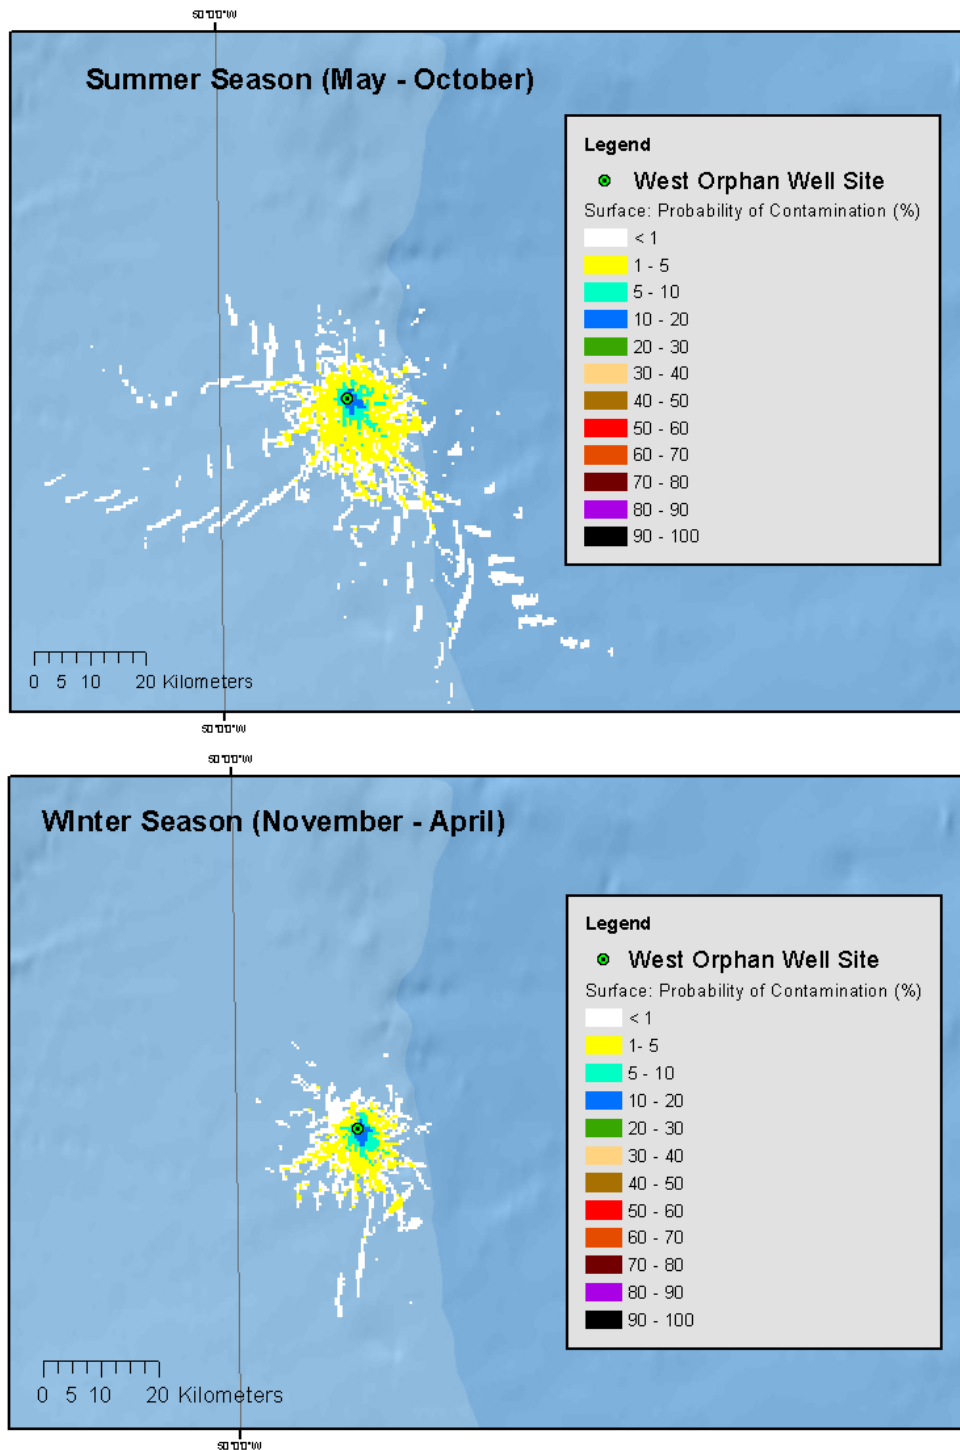 50°0'0"W
Summer Season (May - October)
Legend
West Orphan Well Site
Surface: Probability of Contamination (%)
< 1
1 - 5
5 - 10
10 - 20
20 - 30
30 - 40
40 - 50
50 - 60
60 - 70
70 - 80
80 - 90
90 - 100
0 5 10 20 Kilometers
50°0'0"W
50°0'0"W
WInter Season (November - April)
Legend
West Orphan Well Site
Surface: Probability of Contamination (%)
< 1
1- 5
5 - 10
10 - 20
20 - 30
30 - 40
40 - 50
50 - 60
60 - 70
70 - 80
80 - 90
90 - 100
0 5 10 20 Kilometers
50°0'0"W